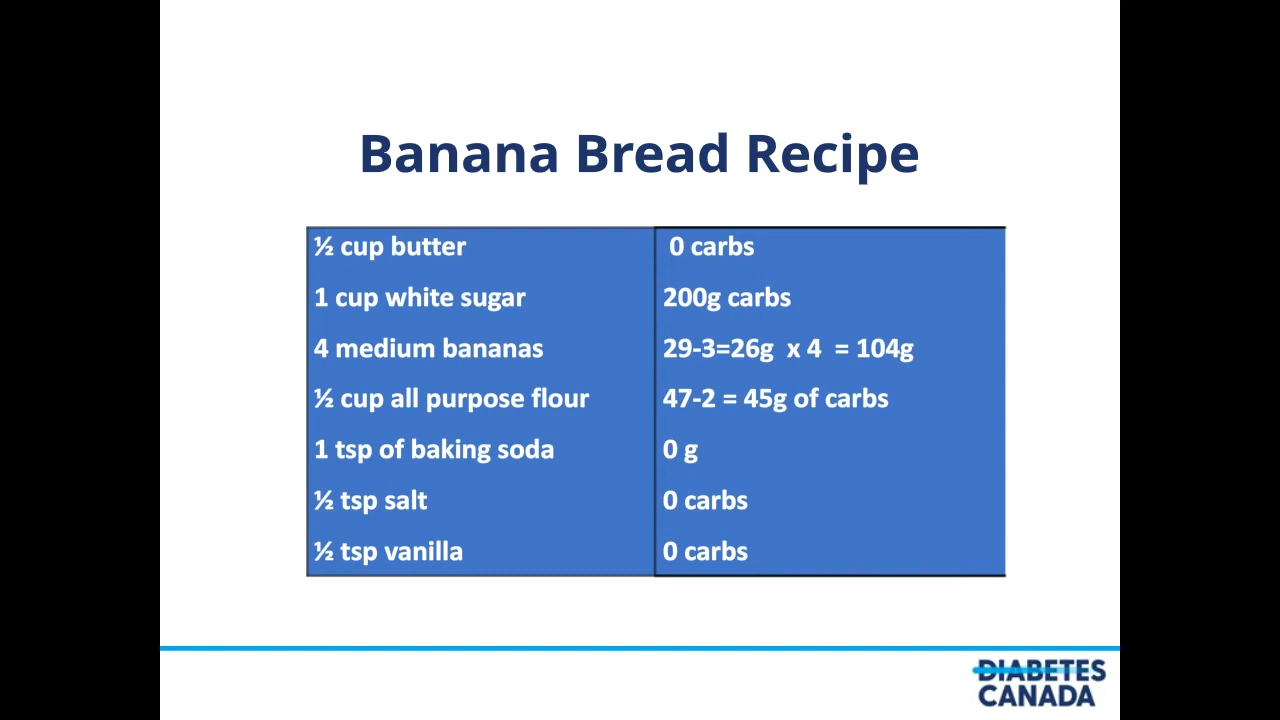 Banana Bread Recipe
½ cup butter 0 carbs
1 cup white sugar 200g carbs
4 medium bananas 29-3=26g x 4 = 104g
½ cup all purpose flour 47-2 = 45g of carbs
1 tsp of baking soda 0 g
½ tsp salt 0 carbs
½ tsp vanilla 0 carbs
DIABETES
CANADA